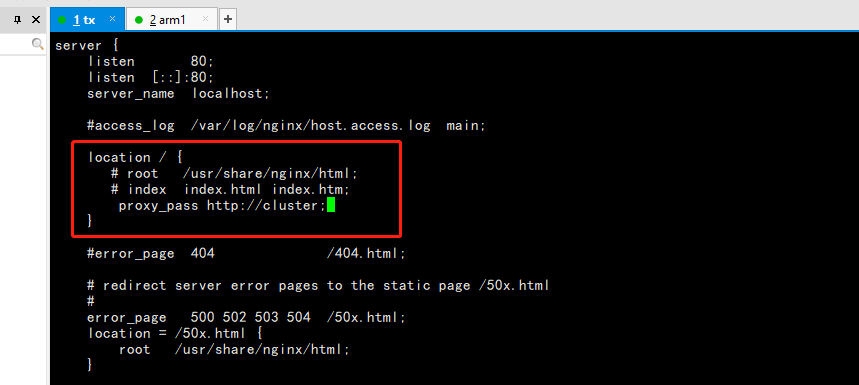 1 tx
2 arm1
server {
    listen       80;
    listen  [::]:80;
    server_name  localhost;
    #access_log  /var/log/nginx/host.access.log  main;
    location / {
       # root   /usr/share/nginx/html;
       # index  index.html index.htm;
        proxy_pass http://cluster;
    }
    #error_page  404              /404.html;
    # redirect server error pages to the static page /50x.html
    #
    error_page   500 502 503 504  /50x.html;
    location = /50x.html {
        root   /usr/share/nginx/html;
    }